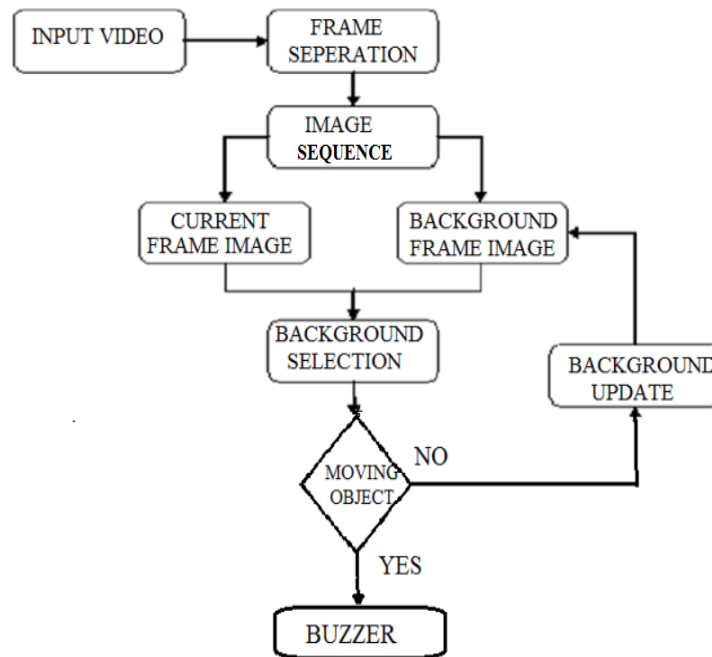 INPUT VIDEO
FRAME
SEPERATION
IMAGE
SEQUENCE
CURRENT
FRAME IMAGE
BACKGROUND
FRAME IMAGE
BACKGROUND
SELECTION
BACKGROUND
UPDATE
MOVING
OBJECT
NO
YES
BUZZER